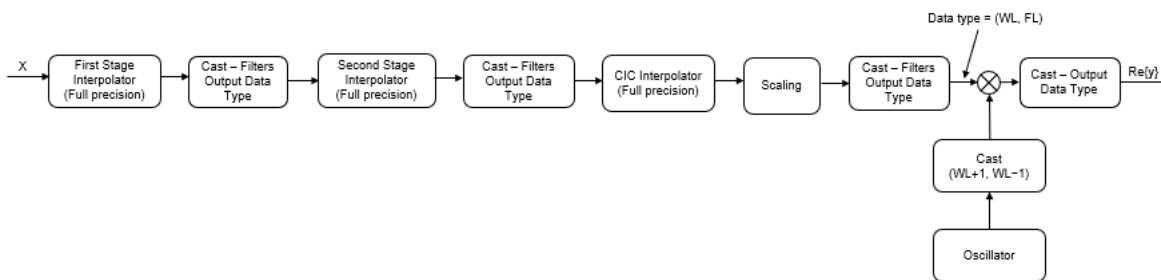 Data type = (WL, FL)
X
First Stage
Interpolator
(Full precision)
Cast – Filters
Output Data
Type
Second Stage
Interpolator
(Full precision)
Cast – Filters
Output Data
Type
CIC Interpolator
(Full precision)
Scaling
Cast – Filters
Output Data
Type
Cast – Output
Data Type
Re{y}
Cast
(WL+1, WL−1)
Oscillator